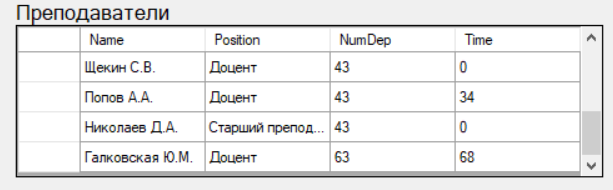 Преподаватели
Name Position NumDep Time
Щекин С.В. Доцент 43 0
Попов А.А. Доцент 43 34
Николаев Д.А. Старший препод... 43 0
Галковская Ю.М. Доцент 63 68